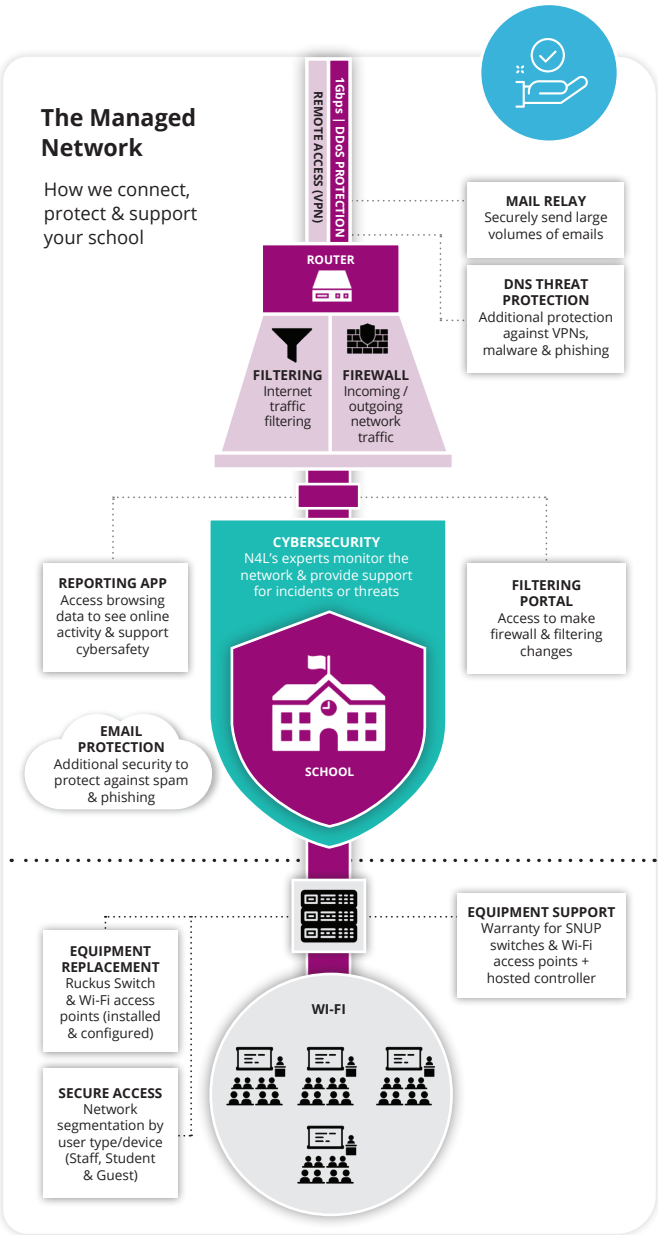 The Managed
Network
How we connect,
protect & support
your school
REMOTE ACCESS (VPN)
1Gbps | DDoS PROTECTION
MAIL RELAY
Securely send large
volumes of emails
ROUTER
DNS THREAT
PROTECTION
Additional protection
against VPNs,
malware & phishing
FILTERING
Internet
traffic
filtering
FIREWALL
Incoming /
outgoing
network
traffic
CYBERSECURITY
N4L's experts monitor the
network & provide support
for incidents or threats
REPORTING APP
Access browsing
data to see online
activity & support
cybersafety
FILTERING
PORTAL
Access to make
firewall & filtering
changes
EMAIL
PROTECTION
Additional security to
protect against spam
& phishing
SCHOOL
EQUIPMENT SUPPORT
Warranty for SNUP
switches & Wi-Fi
access points +
hosted controller
EQUIPMENT
REPLACEMENT
Ruckus Switch
& Wi-Fi access
points (installed
& configured)
WI-FI
SECURE ACCESS
Network
segmentation by
user type/device
(Staff, Student
& Guest)